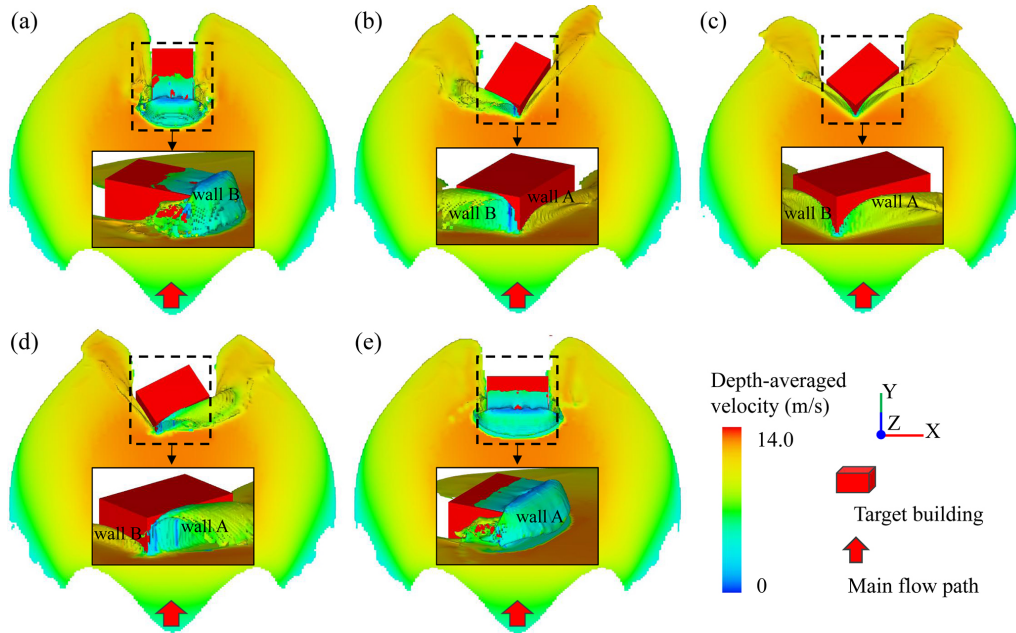 (a)
(b)
(c)
wall B
wall B
wall A
wall B
wall A
(d)
(e)
wall B
wall A
wall A
Depth-averaged
velocity (m/s)
14.0
0
Y
Z
X
Target building
Main flow path